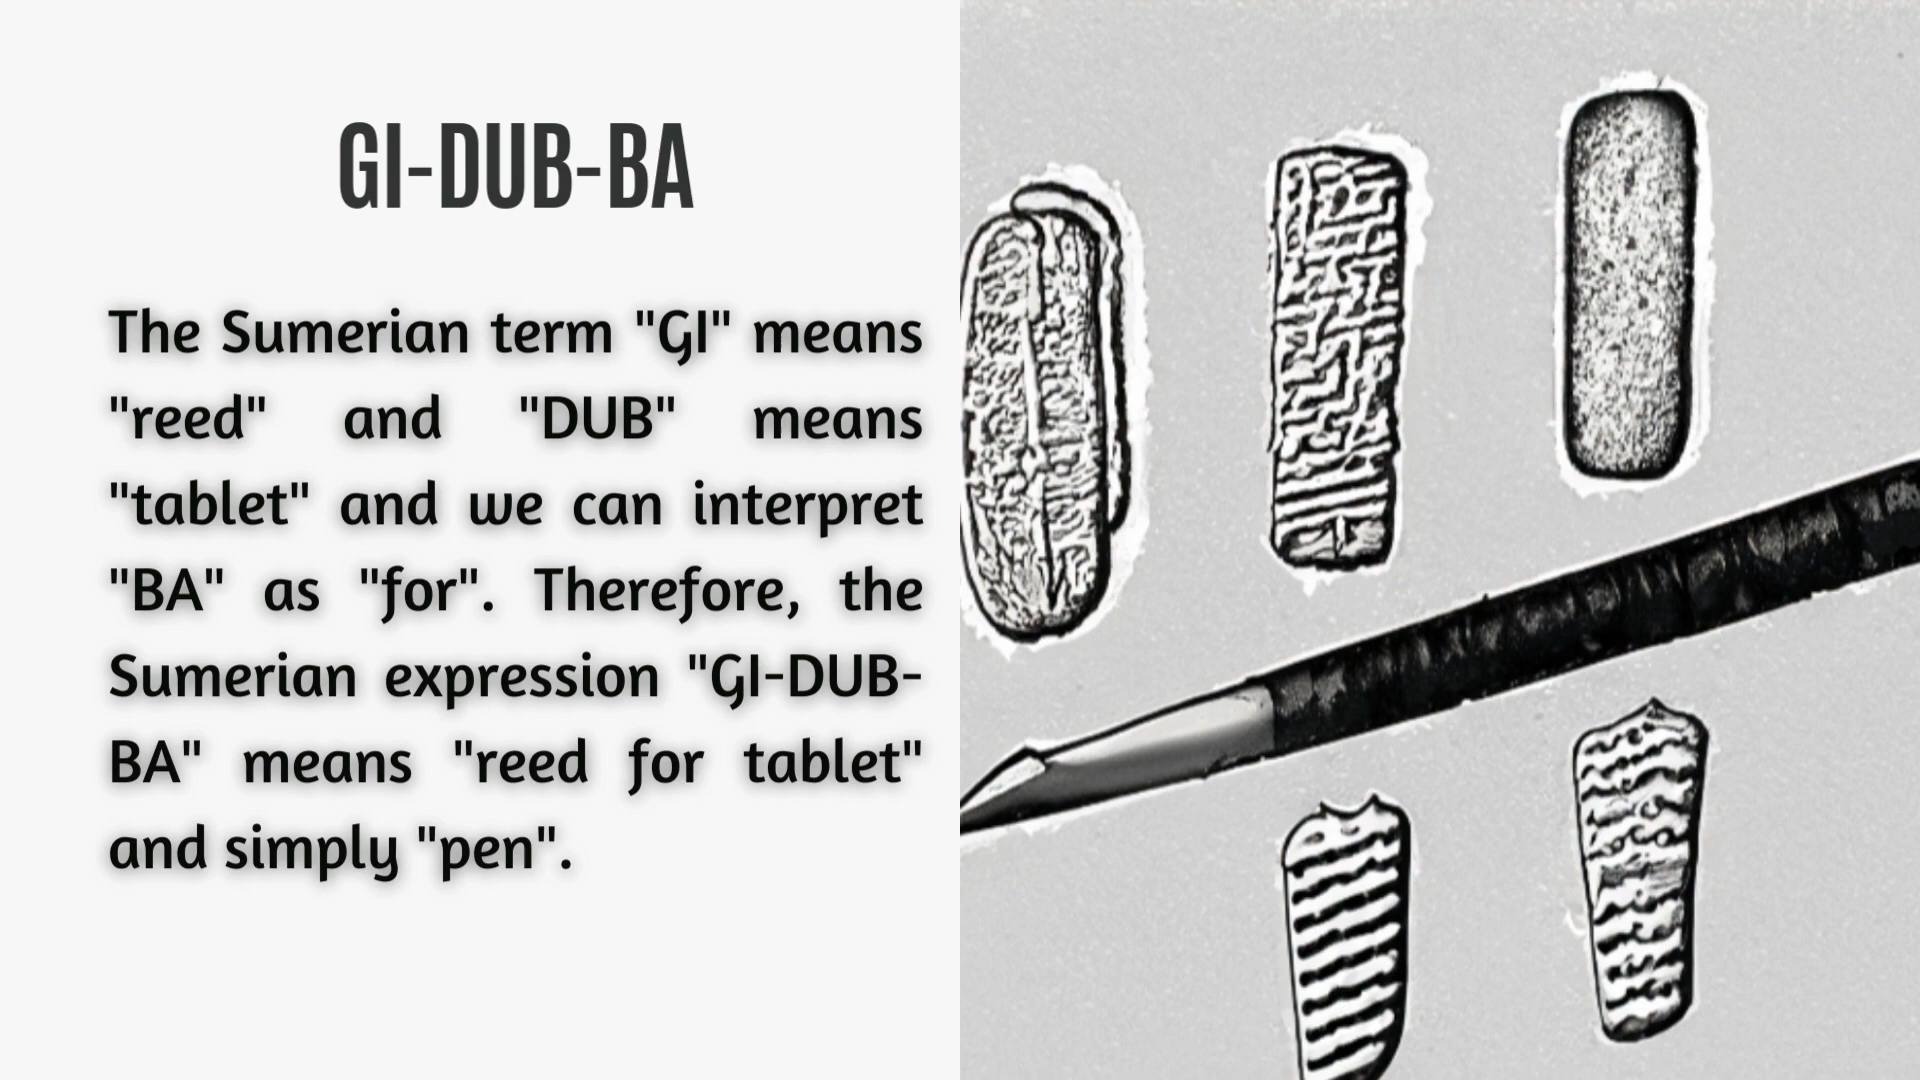 GI-DUB-BA
The Sumerian term "GI" means
"reed" and "DUB" means
"tablet" and we can interpret
"BA" as "for". Therefore, the
Sumerian expression "GI-DUB-
BA" means "reed for tablet"
and simply "pen".